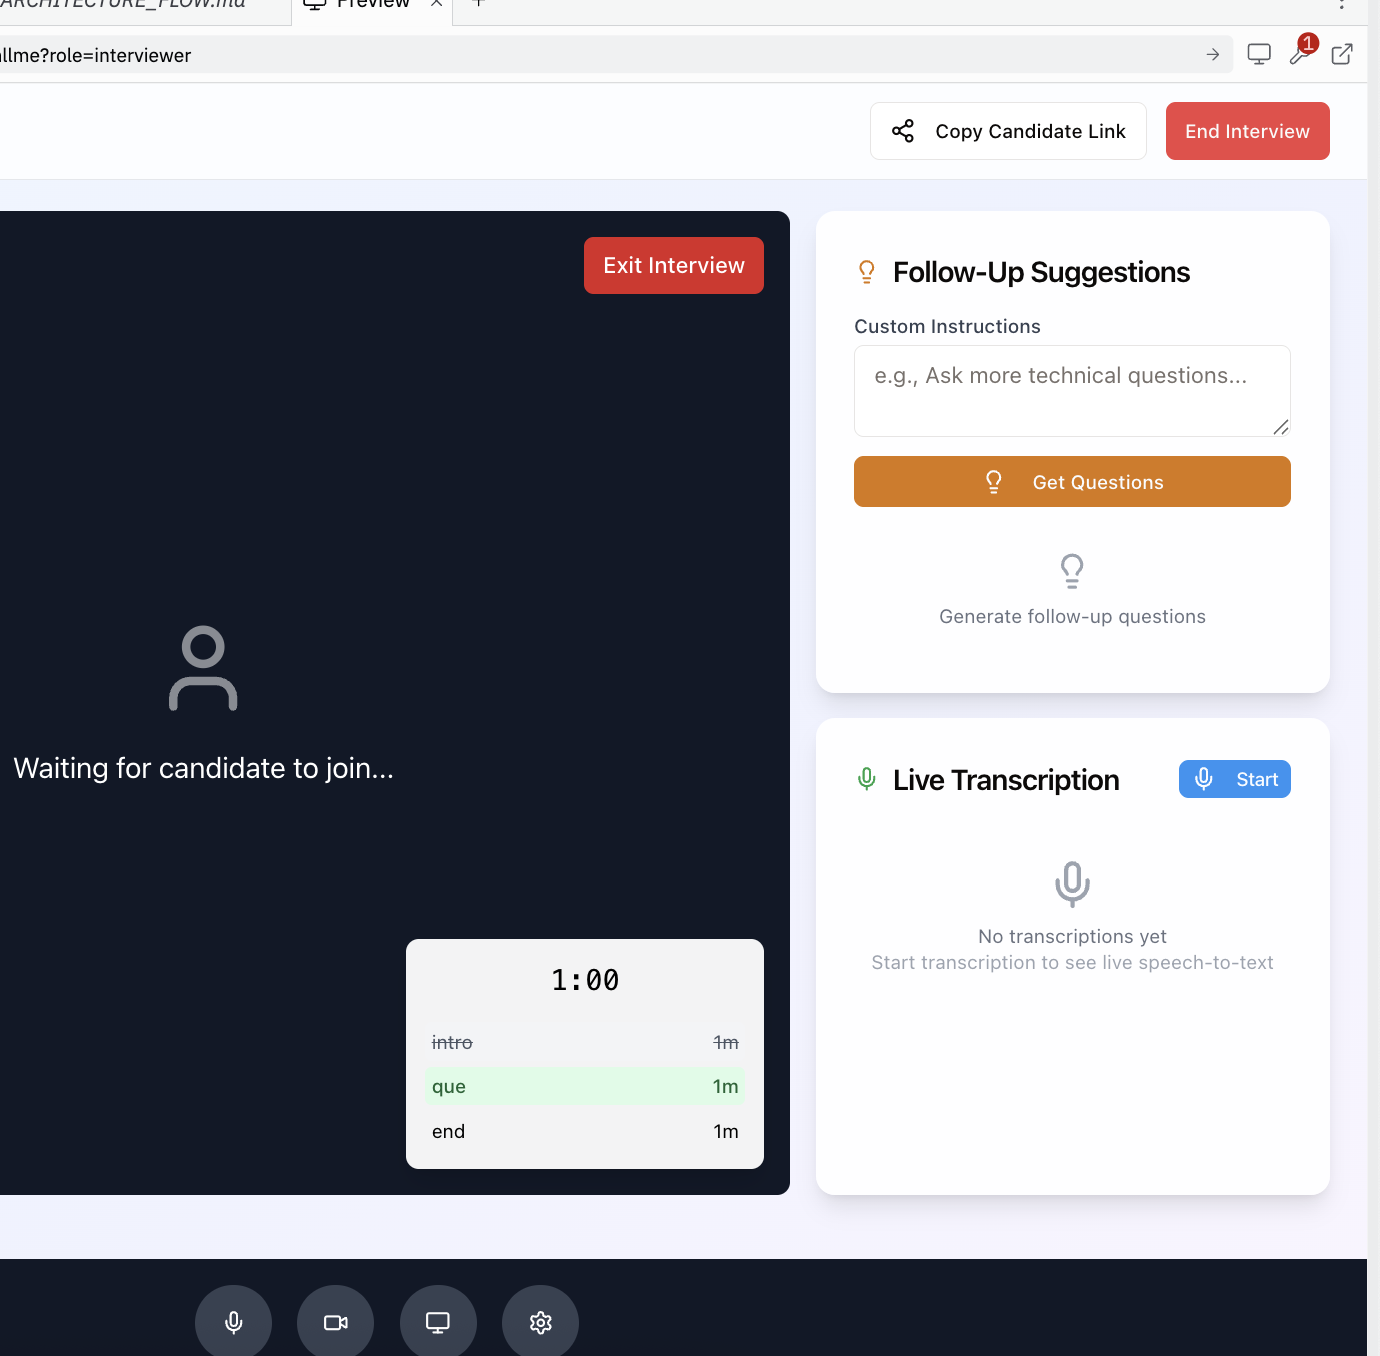 ARCHITECTURE_FLOW.md
Preview
llme?role=interviewer
1
Copy Candidate Link
End Interview
Exit Interview
Waiting for candidate to join...
1:00
intro 1m
que 1m
end 1m
Follow-Up Suggestions
Custom Instructions
e.g., Ask more technical questions...
Get Questions
Generate follow-up questions
Live Transcription
Start
No transcriptions yet
Start transcription to see live speech-to-text